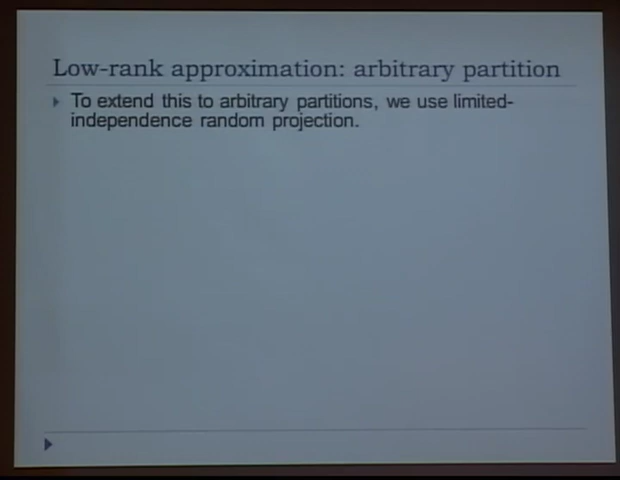 Low-rank approximation: arbitrary partition
To extend this to arbitrary partitions, we use limited-
independence random projection.